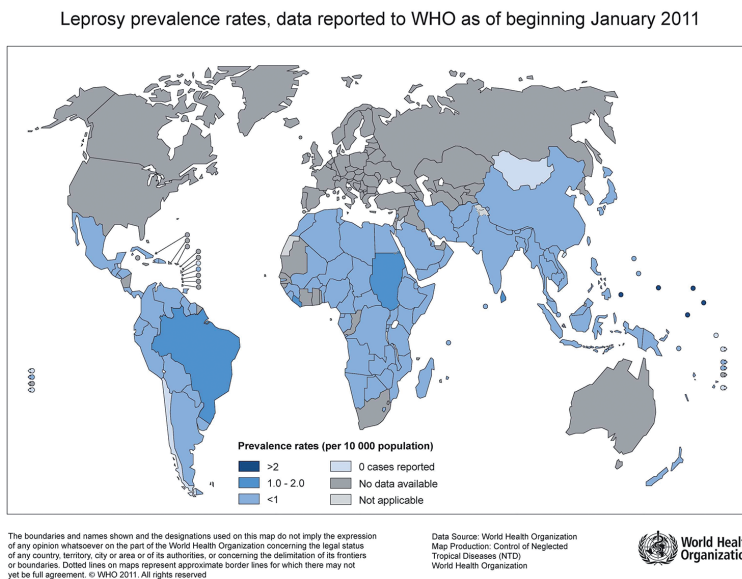 Leprosy prevalence rates, data reported to WHO as of beginning January 2011
Prevalence rates (per 10 000 population)
>2
1.0 - 2.0
<1
0 cases reported
No data available
Not applicable
The boundaries and names shown and the designations used on this map do not imply the expression
of any opinion whatsoever on the part of the World Health Organization concerning the legal status
of any country, territory, city or area or of its authorities, or concerning the delimitation of its frontiers
or boundaries. Dotted lines on maps represent approximate border lines for which there may not
yet be full agreement. © WHO 2011. All rights reserved
Data Source: World Health Organization
Map Production: Control of Neglected
Tropical Diseases (NTD)
World Health Organization
World Heal
Organizatio